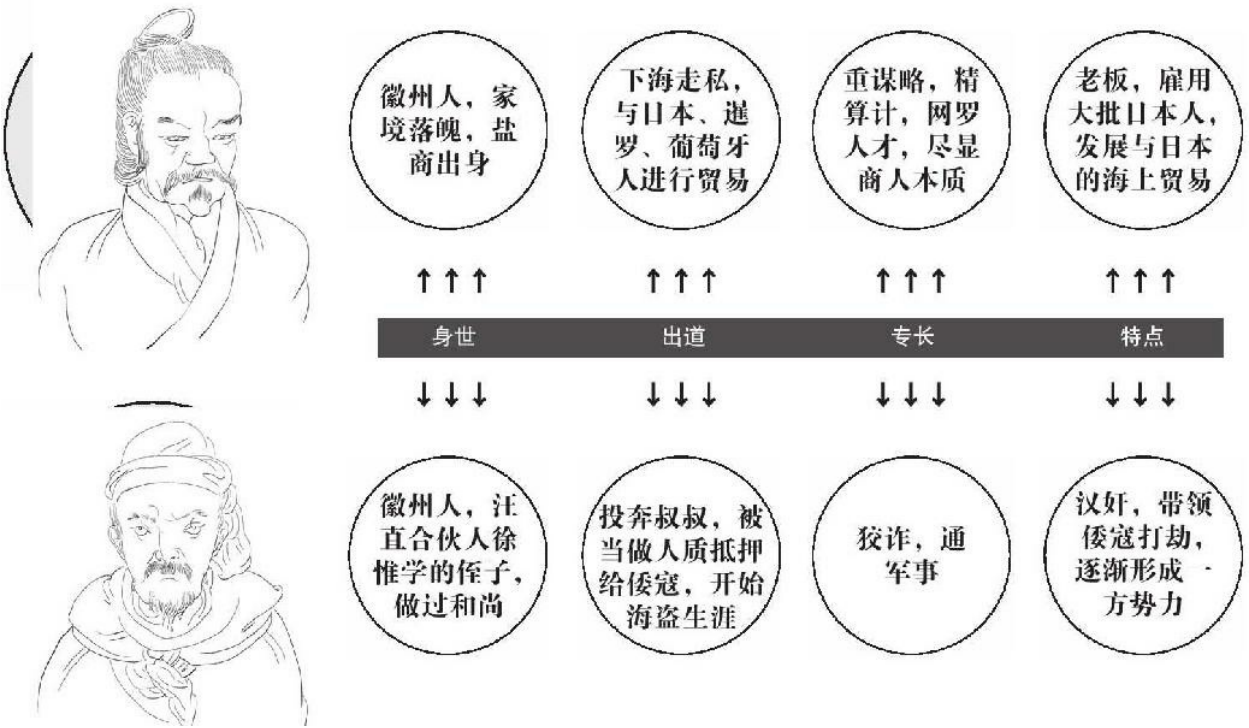 徽州人，家
境落魄，盐
商出身
下海走私，
与日本、暹
罗、葡萄牙
人进行贸易
重谋略，精
算计，网罗
人才，尽显
商人本质
老板，雇用
大批日本人，
发展与日本
的海上贸易
↑↑↑ ↑↑↑ ↑↑↑ ↑↑↑
身世 出道 专长 特点
↓↓↓ ↓↓↓ ↓↓↓ ↓↓↓
徽州人，汪
直合伙人徐
惟学的侄子，
做过和尚
投奔叔叔，被
当做人质抵押
给倭寇，开始
海盗生涯
狡诈，通
军事
汉奸，带领
倭寇打劫，
逐渐形成一
方势力